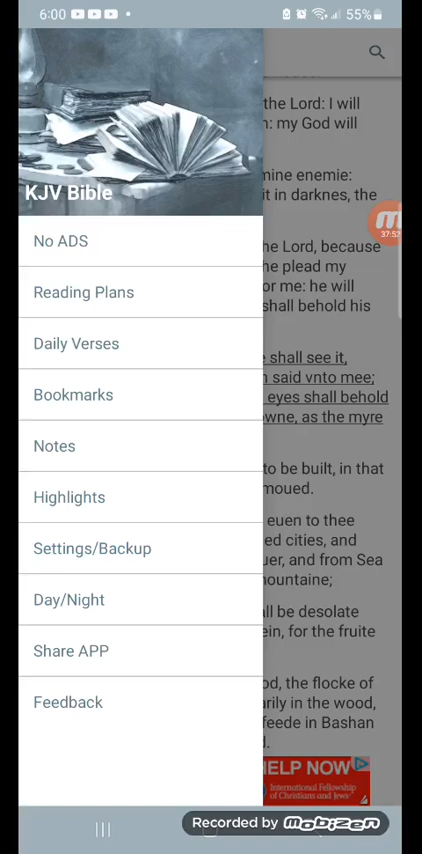 6:00
55%
KJV Bible
No ADS
Reading Plans
Daily Verses
Bookmarks
Notes
Highlights
Settings/Backup
Day/Night
Share APP
Feedback
the Lord: I will
: my God will
mine enemie:
it in darknes, the
37:52
the Lord, because
he plead my
or me: he will
shall behold his
e shall see it,
h said vnto mee;
eyes shall behold
owne, as the myre
to be built, in that
moued.
euen to thee
ed cities, and
uer, and from Sea
mountaine;
all be desolate
ein, for the fruite
od, the flocke of
arily in the wood,
feede in Bashan
HELP NOW
International Fellowship
of Christians and Jews
Recorded by mobizen